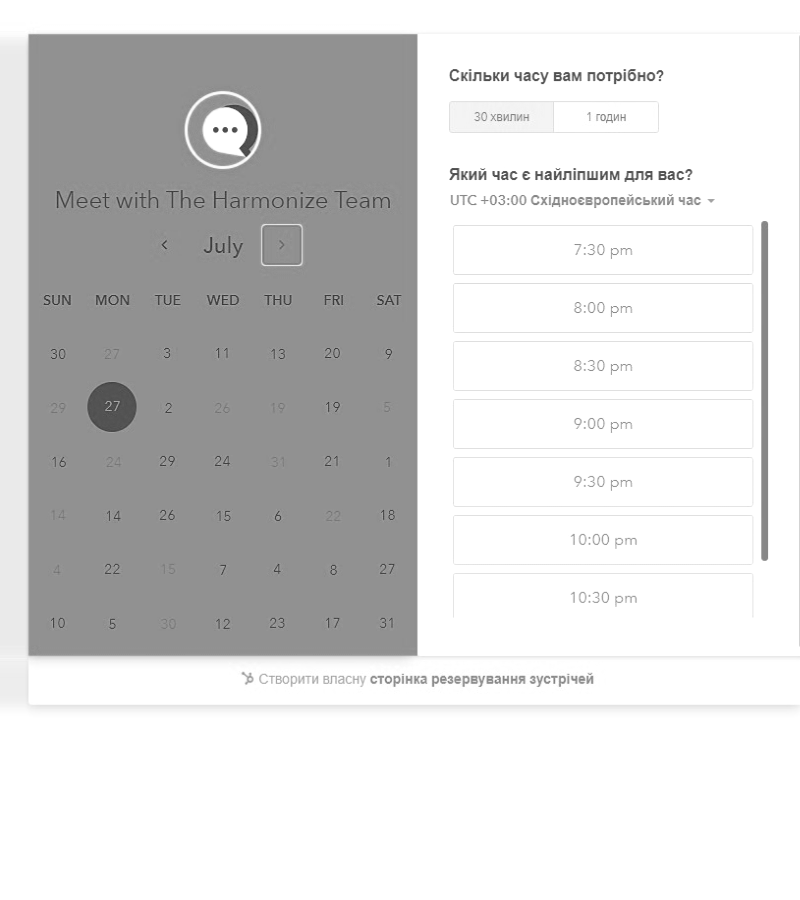 Meet with The Harmonize Team
July
SUN MON TUE WED THU FRI SAT
30 27 3 11 13 20 9
29 27 2 26 19 19 5
16 24 29 24 31 21 1
14 14 26 15 6 22 18
4 22 15 7 4 8 27
10 5 30 12 23 17 31
Скільки часу вам потрібно?
30 хвилин 1 годин
Який час є найліпшим для вас?
UTC +03:00 Східноєвропейський час
7:30 pm
8:00 pm
8:30 pm
9:00 pm
9:30 pm
10:00 pm
10:30 pm
Створити власну сторінка резервування зустрічей